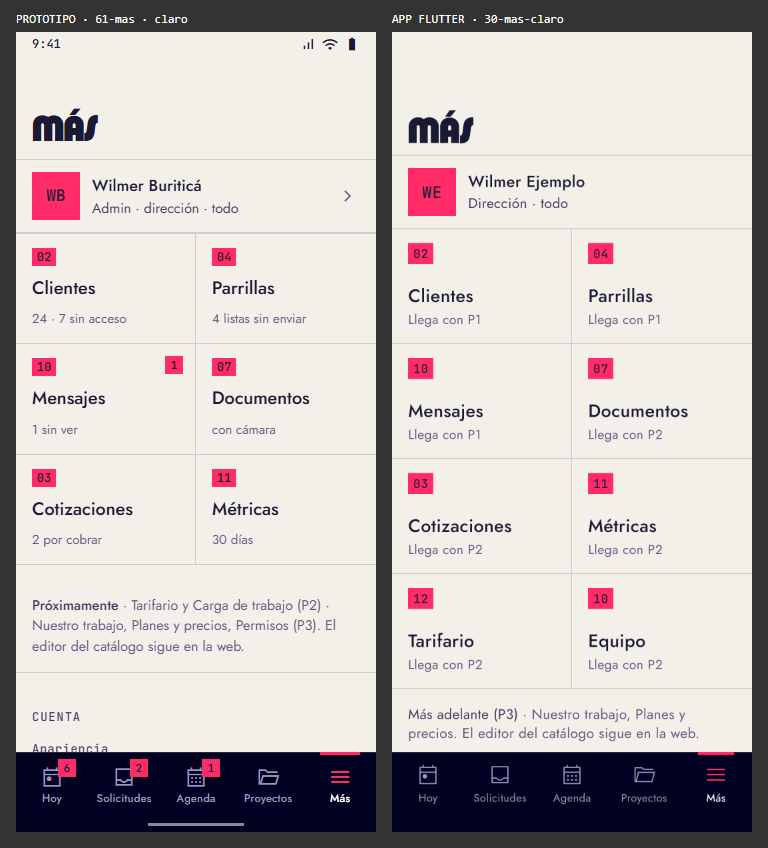 PROTOTIPO · 61-mas · claro
9:41
MÁS
WB
Wilmer Buriticá
Admin · dirección · todo
02
04
Clientes
Parrillas
24 · 7 sin acceso
4 listas sin enviar
10
1
07
Mensajes
Documentos
1 sin ver
con cámara
03
11
Cotizaciones
Métricas
2 por cobrar
30 días
Próximamente · Tarifario y Carga de trabajo (P2) ·
Nuestro trabajo, Planes y precios, Permisos (P3). El
editor del catálogo sigue en la web.
CUENTA
Apariencia
6
2
1
Hoy
Solicitudes
Agenda
Proyectos
Más
APP FLUTTER · 30-mas-claro
MÁS
WE
Wilmer Ejemplo
Dirección · todo
02
04
Clientes
Parrillas
Llega con P1
Llega con P1
10
07
Mensajes
Documentos
Llega con P1
Llega con P2
03
11
Cotizaciones
Métricas
Llega con P2
Llega con P2
12
10
Tarifario
Equipo
Llega con P2
Llega con P2
Más adelante (P3) · Nuestro trabajo, Planes y
precios. El editor del catálogo sigue en la web.
Hoy
Solicitudes
Agenda
Proyectos
Más